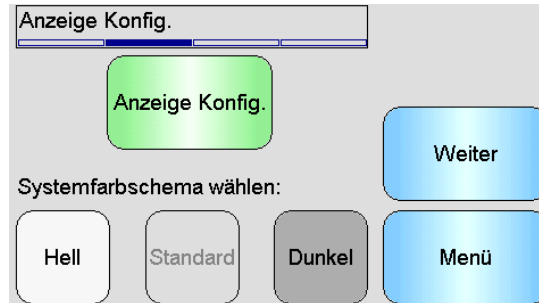 Anzeige Konfig.
Anzeige Konfig.
Weiter
Systemfarbschema wählen:
Hell
Standard
Dunkel
Menü